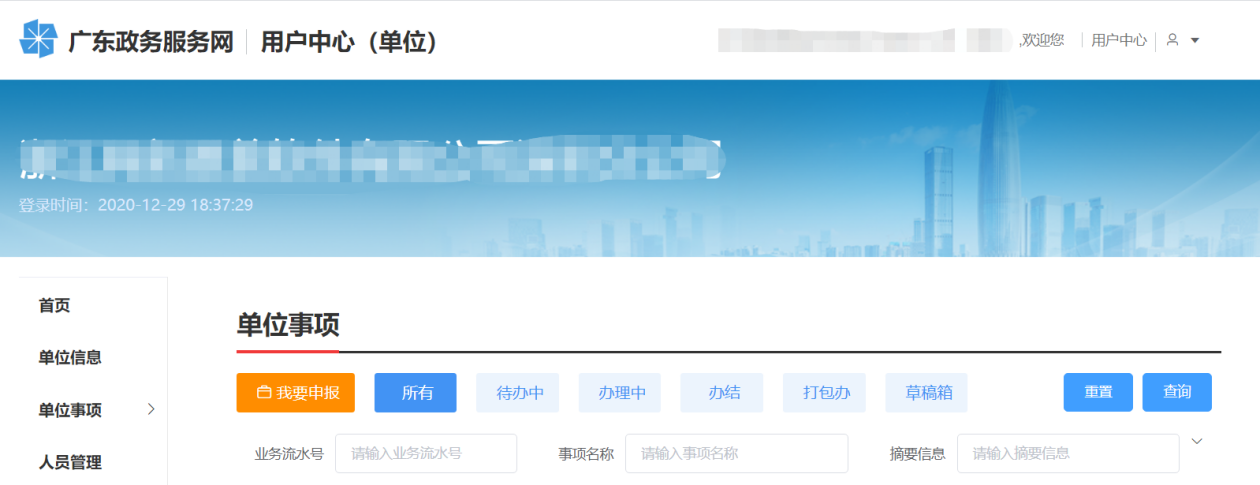 广东政务服务网 用户中心（单位）
,欢迎您 用户中心
登录时间：2020-12-29 18:37:29
首页
单位信息
单位事项
人员管理
单位事项
我要申报 所有 待办中 办理中 办结 打包办 草稿箱 重置 查询
业务流水号 请输入业务流水号 事项名称 请输入事项名称 摘要信息 请输入摘要信息